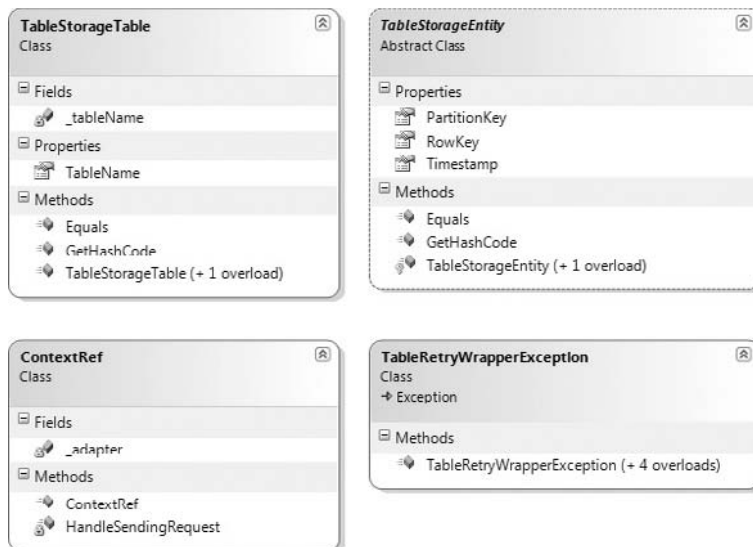 TableStorageTable
Class
Fields
_tableName
Properties
TableName
Methods
Equals
GetHashCode
TableStorageTable (+ 1 overload)
TableStorageEntity
Abstract Class
Properties
PartitionKey
RowKey
Timestamp
Methods
Equals
GetHashCode
TableStorageEntity (+ 1 overload)
ContextRef
Class
Fields
_adapter
Methods
ContextRef
HandleSendingRequest
TableRetryWrapperException
Class
Exception
Methods
TableRetryWrapperException (+ 4 overloads)